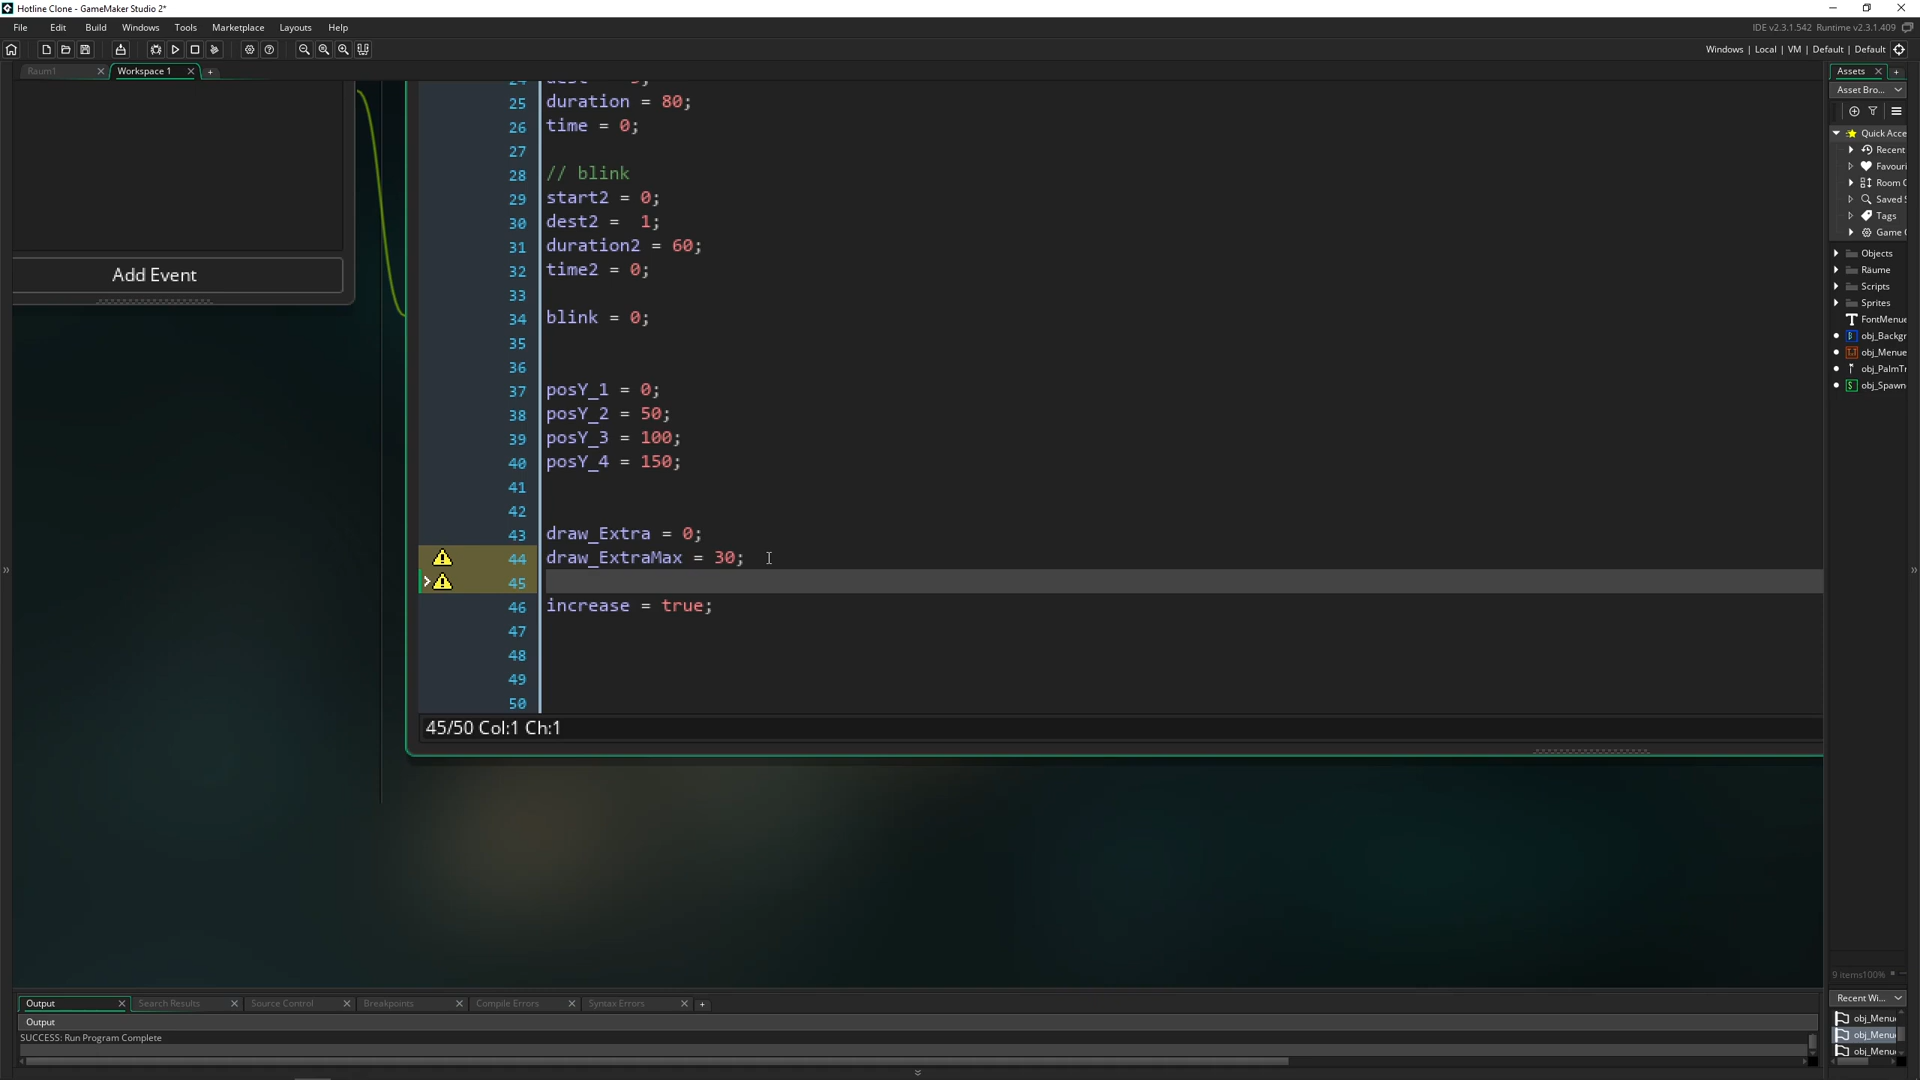 Hotline Clone - GameMaker Studio 2*
File Edit Build Windows Tools Marketplace Layouts Help
IDE v2.3.1.542 Runtime v2.3.1.409
Windows | Local | VM | Default | Default
Raum1
Workspace 1
Assets
Asset Bro...
Quick Acce
Recent
Favouri
Room O
Saved S
Tags
Game O
Objects
Räume
Scripts
Sprites
FontMenue
obj_Backgr
obj_Menue
obj_PalmTr
obj_Spawn
Add Event
25 duration = 80;
26 time = 0;
27
28 // blink
29 start2 = 0;
30 dest2 =  1;
31 duration2 = 60;
32 time2 = 0;
33
34 blink = 0;
35
36
37 posY_1 = 0;
38 posY_2 = 50;
39 posY_3 = 100;
40 posY_4 = 150;
41
42
43 draw_Extra = 0;
44 draw_ExtraMax = 30;
45
46 increase = true;
47
48
49
50
45/50 Col:1 Ch:1
9 items 100%
Recent Wi...
obj_Menu
obj_Menu
obj_Menu
Output Search Results Source Control Breakpoints Compile Errors Syntax Errors
Output
SUCCESS: Run Program Complete